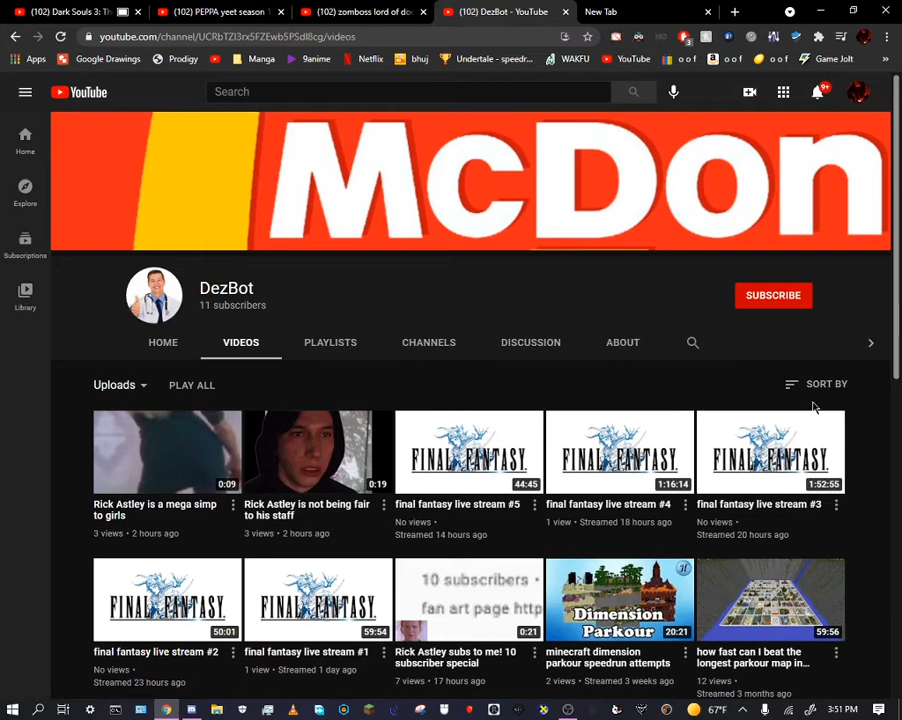 (102) Dark Souls 3: Th
(102) PEPPA yeet season 1
(102) zomboss lord of doo
(102) DezBot - YouTube
New Tab
youtube.com/channel/UCRbTZI3rx5FZEwb5PSdI8cg/videos
Apps
Google Drawings
Prodigy
Manga
9anime
Netflix
bhuj
Undertale - speedr...
WAKFU
YouTube
o o f
o o f
o o f
Game Jolt
YouTube
Search
9+
Home
Explore
Subscriptions
Library
McDon
DezBot
11 subscribers
SUBSCRIBE
HOME
VIDEOS
PLAYLISTS
CHANNELS
DISCUSSION
ABOUT
Uploads
PLAY ALL
SORT BY
0:09
0:19
FINAL FANTASY
44:45
FINAL FANTASY
1:16:14
FINAL FANTASY
1:52:55
Rick Astley is a mega simp
to girls
3 views • 2 hours ago
Rick Astley is not being fair
to his staff
3 views • 2 hours ago
final fantasy live stream #5
No views •
Streamed 14 hours ago
final fantasy live stream #4
1 view • Streamed 18 hours ago
final fantasy live stream #3
No views •
Streamed 20 hours ago
FINAL FANTASY
50:01
FINAL FANTASY
59:54
10 subscribers •
fan art page http
0:21
Dimension
Parkour
20:21
59:56
final fantasy live stream #2
No views •
Streamed 23 hours ago
final fantasy live stream #1
1 view • Streamed 1 day ago
Rick Astley subs to me! 10
subscriber special
7 views • 17 hours ago
minecraft dimension
parkour speedrun attempts
2 views • Streamed 3 weeks ago
how fast can I beat the
longest parkour map in...
12 views •
Streamed 3 months ago
67°F
3:51 PM